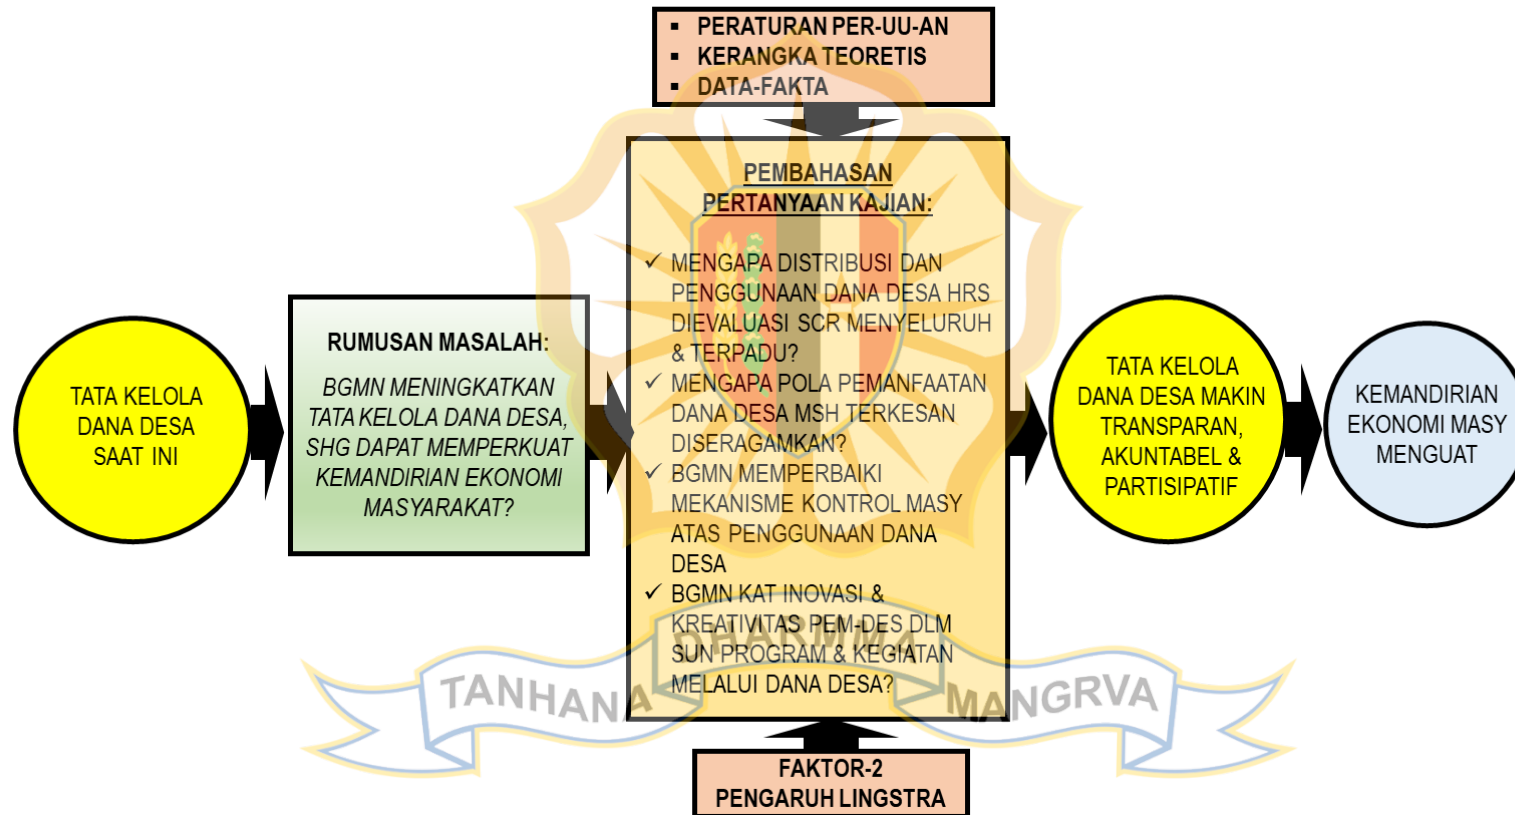 ▪ PERATURAN PER-UU-AN
▪ KERANGKA TEORETIS
▪ DATA-FAKTA
TATA KELOLA
DANA DESA
SAAT INI
RUMUSAN MASALAH:
BGMN MENINGKATKAN
TATA KELOLA DANA DESA,
SHG DAPAT MEMPERKUAT
KEMANDIRIAN EKONOMI
MASYARAKAT?
PEMBAHASAN
PERTANYAAN KAJIAN:
✓ MENGAPA DISTRIBUSI DAN
PENGGUNAAN DANA DESA HRS
DIEVALUASI SCR MENYELURUH
& TERPADU?
✓ MENGAPA POLA PEMANFAATAN
DANA DESA MSH TERKESAN
DISERAGAMKAN?
✓ BGMN MEMPERBAIKI
MEKANISME KONTROL MASY
ATAS PENGGUNAAN DANA
DESA
✓ BGMN KAT INOVASI &
KREATIVITAS PEM-DES DLM
SUN PROGRAM & KEGIATAN
MELALUI DANA DESA?
TATA KELOLA
DANA DESA MAKIN
TRANSPARAN,
AKUNTABEL &
PARTISIPATIF
KEMANDIRIAN
EKONOMI MASY
MENGUAT
TANHANA DHARMMA MANGRVA
FAKTOR-2
PENGARUH LINGSTRA